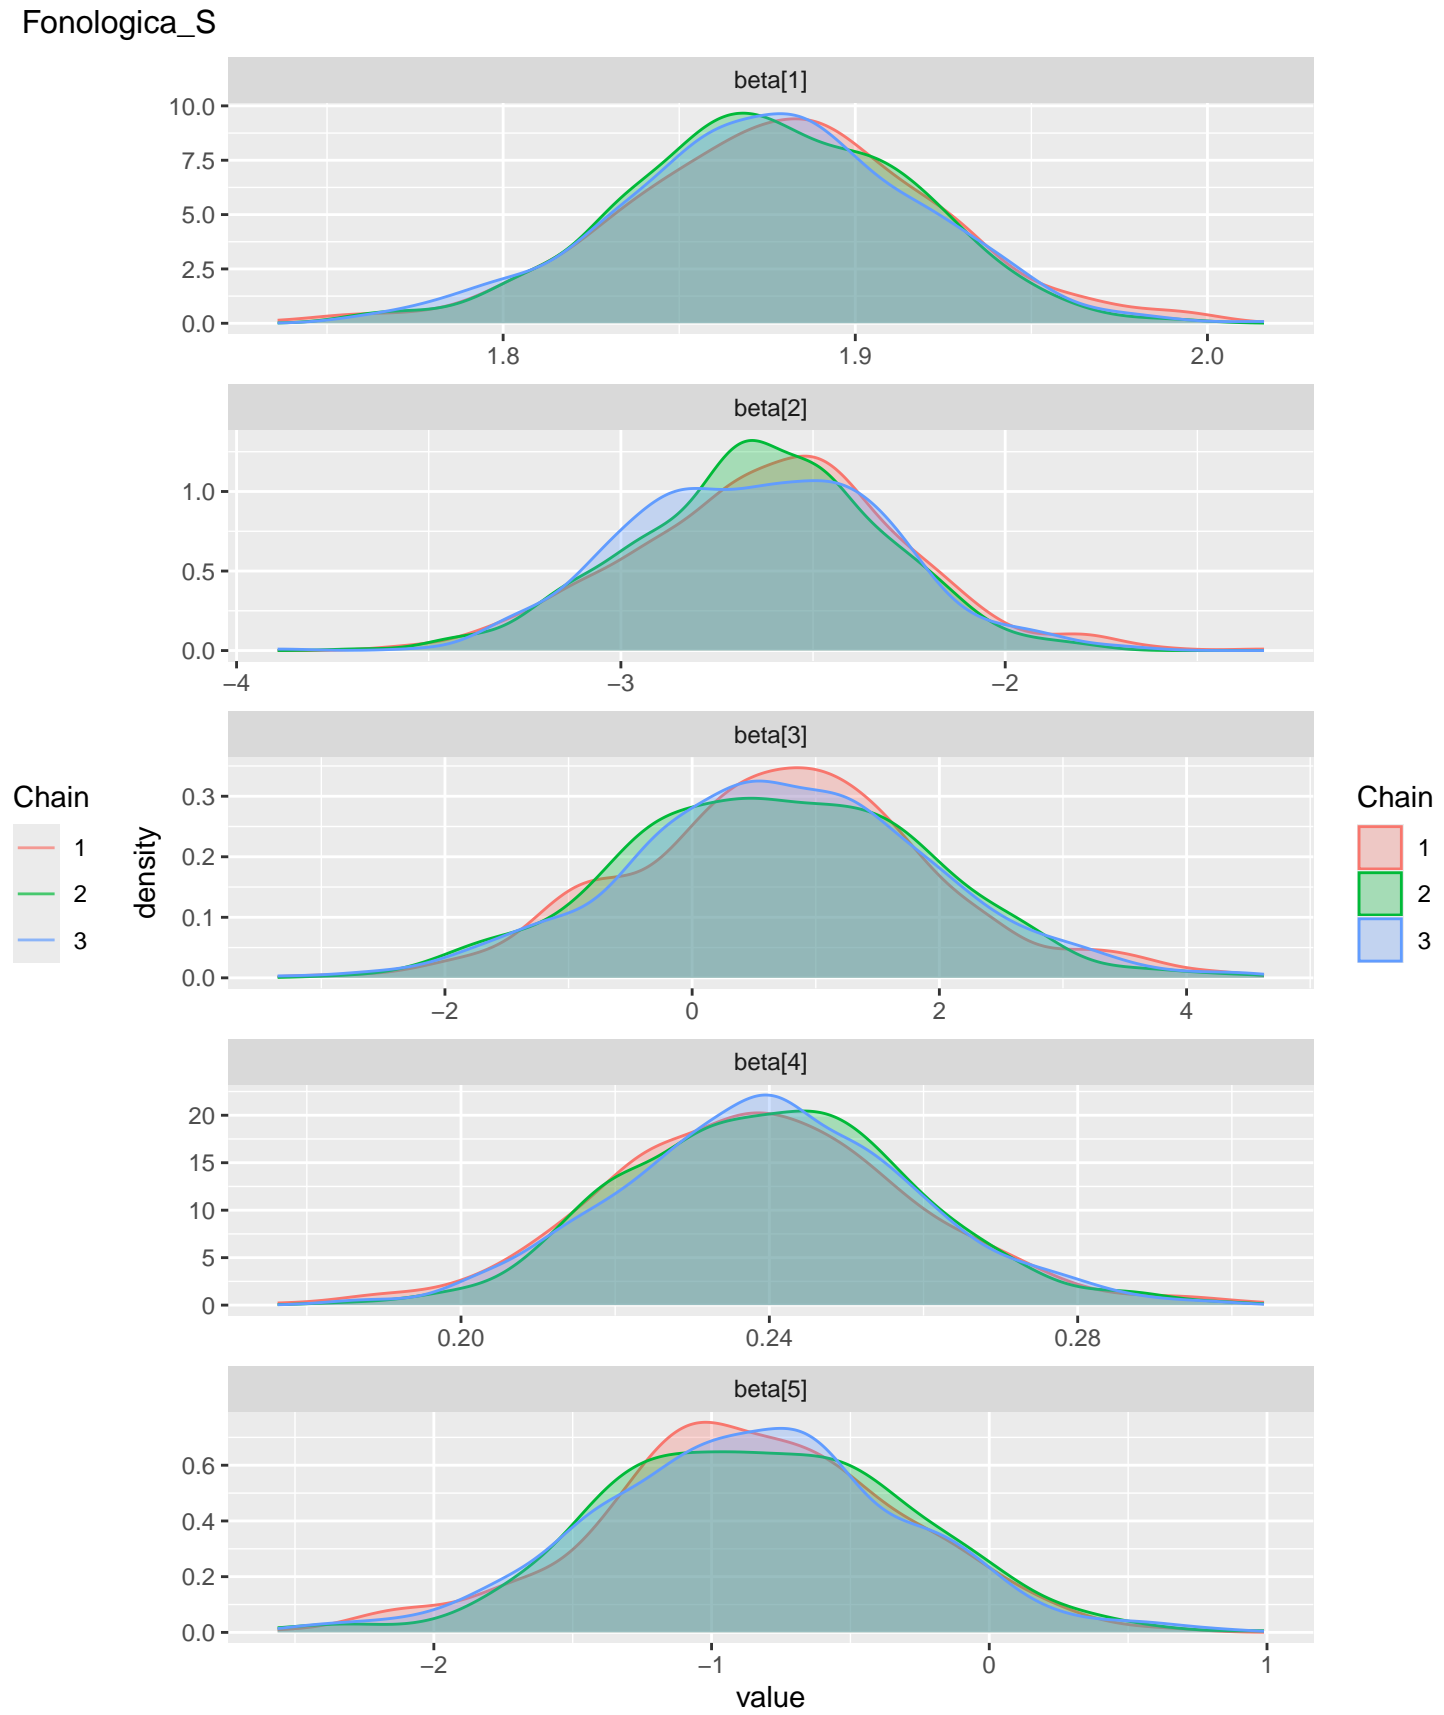 Fonologica_S
beta[1]
10.0
7.5
5.0
2.5
0.0
1.8 1.9 2.0
beta[2]
1.0
0.5
0.0
−4 −3 −2
beta[3]
0.3
0.2
0.1
0.0
−2 0 2 4
beta[4]
20
15
10
5
0
0.20 0.24 0.28
beta[5]
0.6
0.4
0.2
0.0
−2 −1 0 1
value
density
Chain
1
2
3
Chain
1
2
3